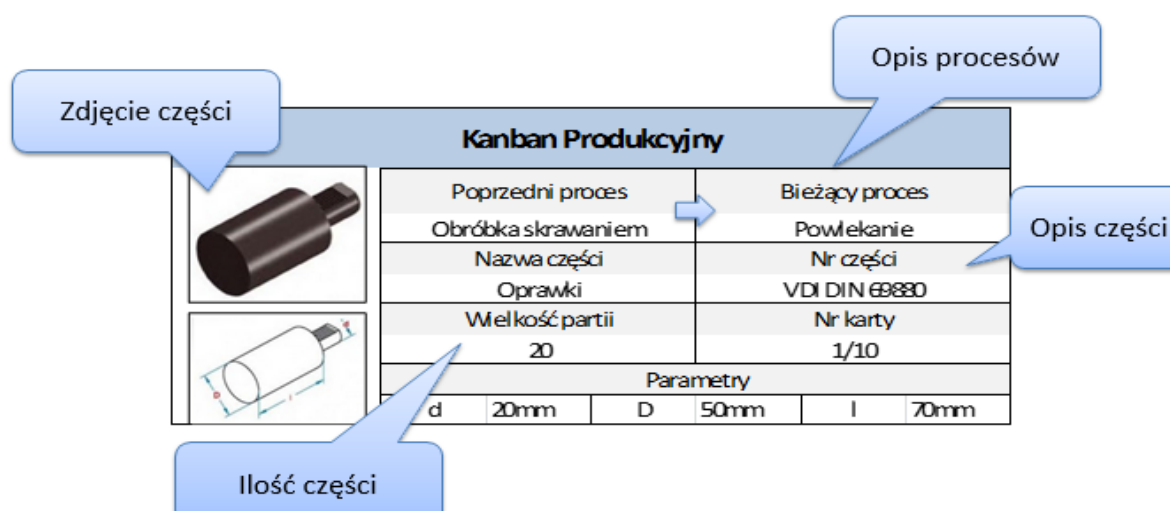 Opis procesów
Zdjęcie części
Kanban Produkcyjny
Poprzedni proces Bieżący proces
Obróbka skrawaniem Powlekanie
Opis części
Nazwa części Nr części
Oprawki VDI DIN 69880
Wielkość partii Nr karty
20 1/10
Parametry
d 20mm D 50mm l 70mm
Ilość części